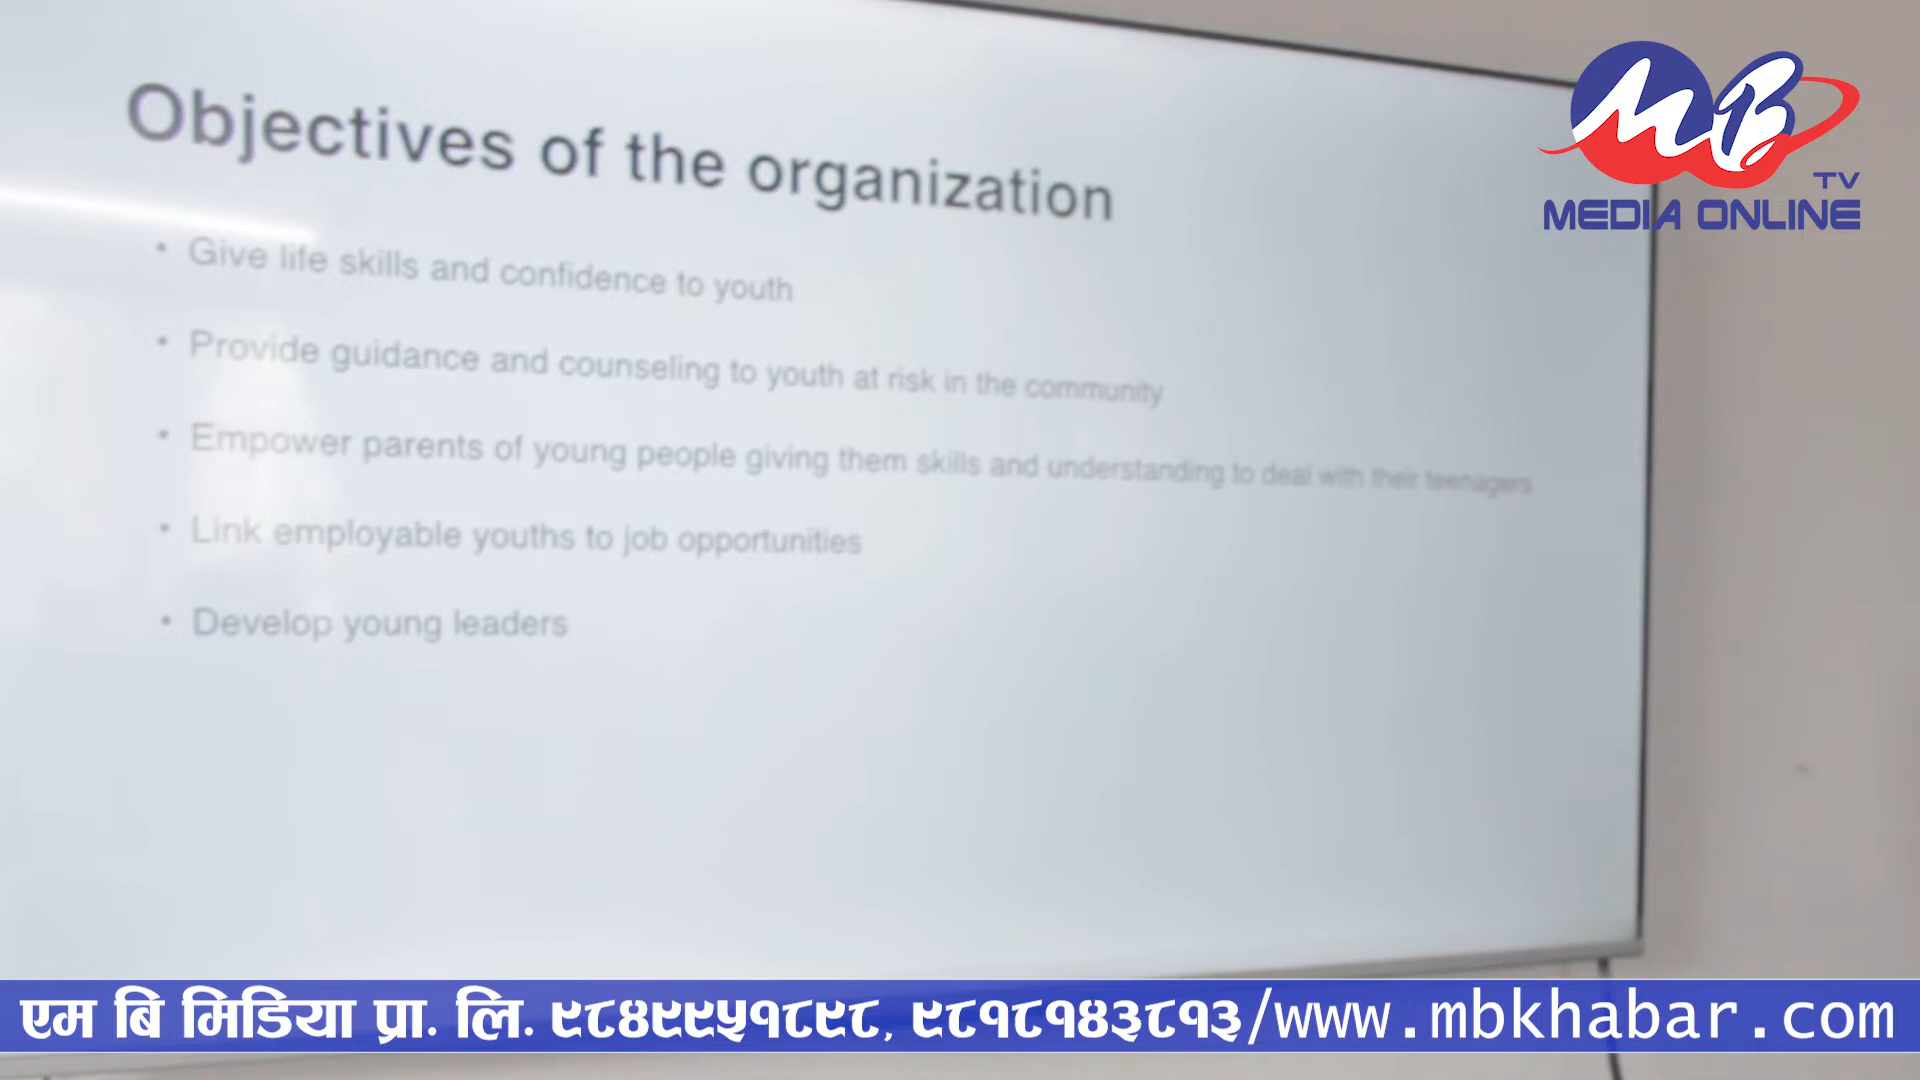 Objectives of the organization
• Give life skills and confidence to youth
• Provide guidance and counseling to youth at risk in the community
• Empower parents of young people giving them skills and understanding to deal with their teenagers
• Link employable youths to job opportunities
• Develop young leaders
MB
TV
MEDIA ONLINE
एम बि मिडिया प्रा. लि. ९८४९९५१८९८, ९८१८१४३८१३/www.mbkhabar.com